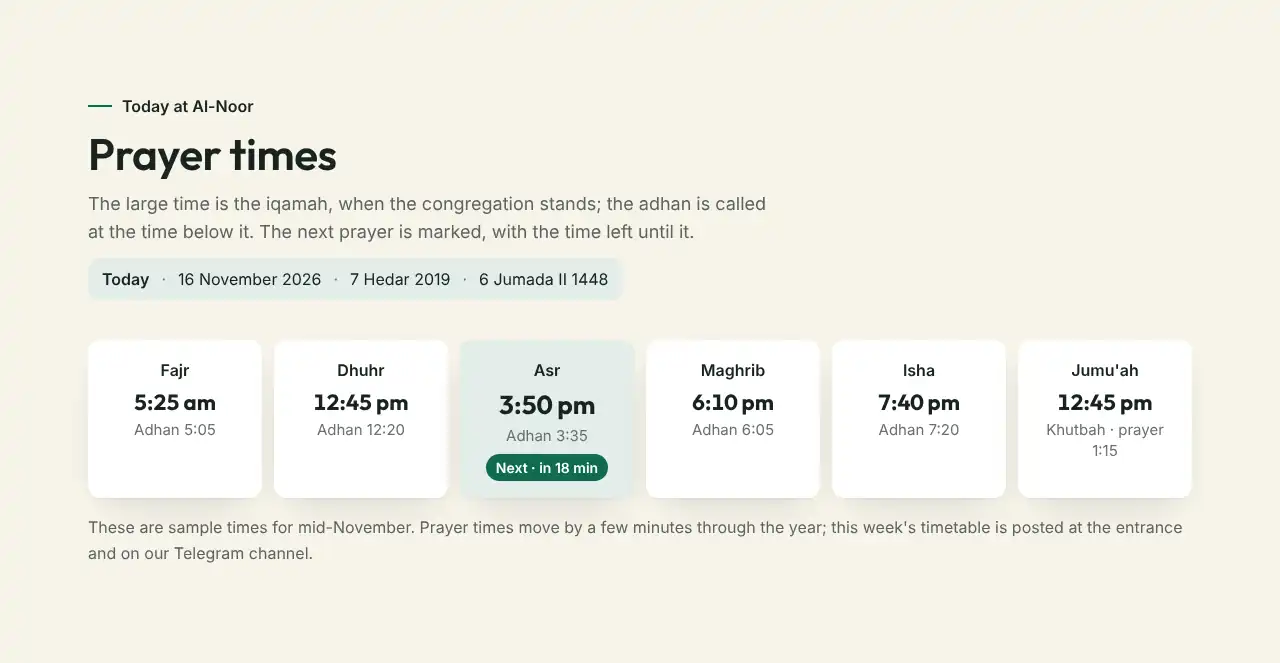 Today at Al-Noor
Prayer times
The large time is the iqamah, when the congregation stands; the adhan is called
at the time below it. The next prayer is marked, with the time left until it.
Today · 16 November 2026 · 7 Hedar 2019 · 6 Jumada II 1448
Fajr
5:25 am
Adhan 5:05
Dhuhr
12:45 pm
Adhan 12:20
Asr
3:50 pm
Adhan 3:35
Next · in 18 min
Maghrib
6:10 pm
Adhan 6:05
Isha
7:40 pm
Adhan 7:20
Jumu'ah
12:45 pm
Khutbah · prayer
1:15
These are sample times for mid-November. Prayer times move by a few minutes through the year; this week's timetable is posted at the entrance
and on our Telegram channel.